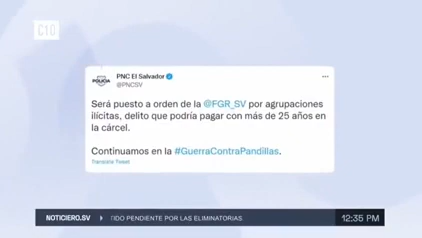 C10
POLICÍA
PNC El Salvador
@PNCSV
Será puesto a orden de la @FGR_SV por agrupaciones
ilícitas, delito que podría pagar con más de 25 años en
la cárcel.
Continuamos en la #GuerraContraPandillas.
Translate Tweet
NOTICIERO.SV
TIDO PENDIENTE POR LAS ELIMINATORIAS
12:35 PM